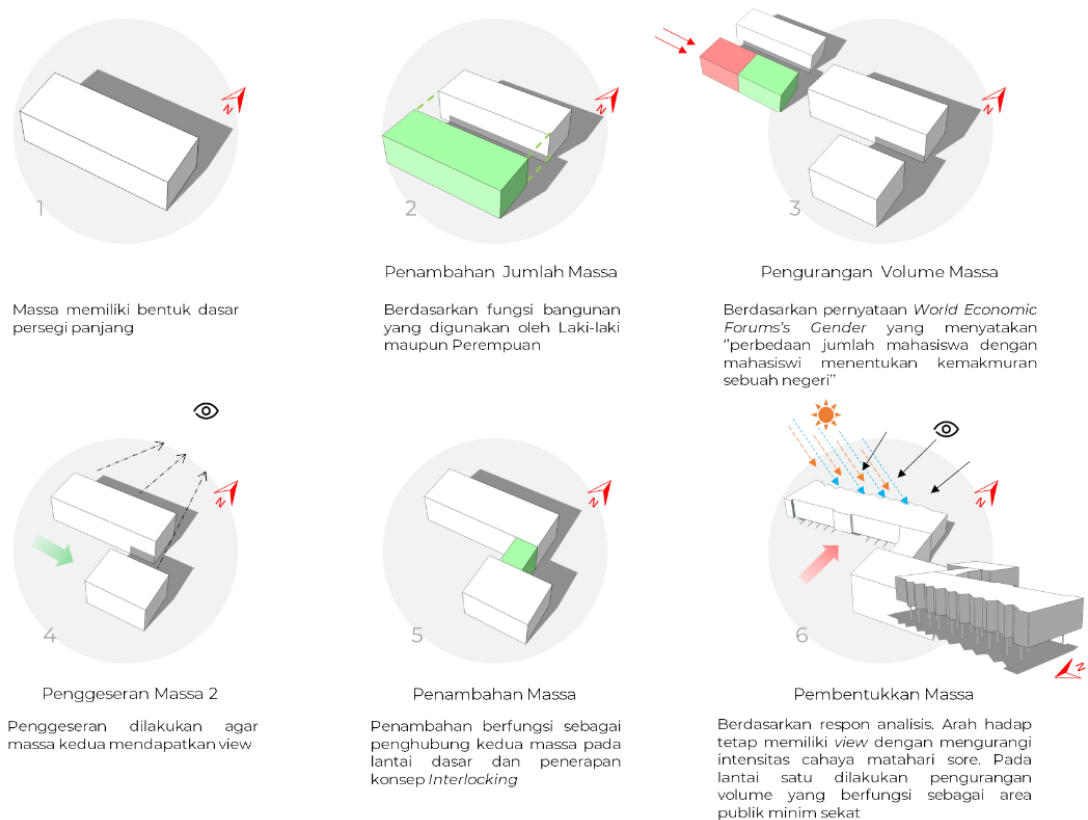 1
N
2
N
3
N
Penambahan Jumlah Massa
Pengurangan Volume Massa
Massa memiliki bentuk dasar
persegi panjang
Berdasarkan fungsi bangunan
yang digunakan oleh Laki-laki
maupun Perempuan
Berdasarkan pernyataan World Economic
Forums's Gender yang menyatakan
"perbedaan jumlah mahasiswa dengan
mahasiswi menentukan kemakmuran
sebuah negeri"
4
N
5
N
6
N
N
Penggeseran Massa 2
Penggeseran dilakukan agar
massa kedua mendapatkan view
Penambahan Massa
Penambahan berfungsi sebagai
penghubung kedua massa pada
lantai dasar dan penerapan
konsep Interlocking
Pembentukkan Massa
Berdasarkan respon analisis. Arah hadap
tetap memiliki view dengan mengurangi
intensitas cahaya matahari sore. Pada
lantai satu dilakukan pengurangan
volume yang berfungsi sebagai area
publik minim sekat